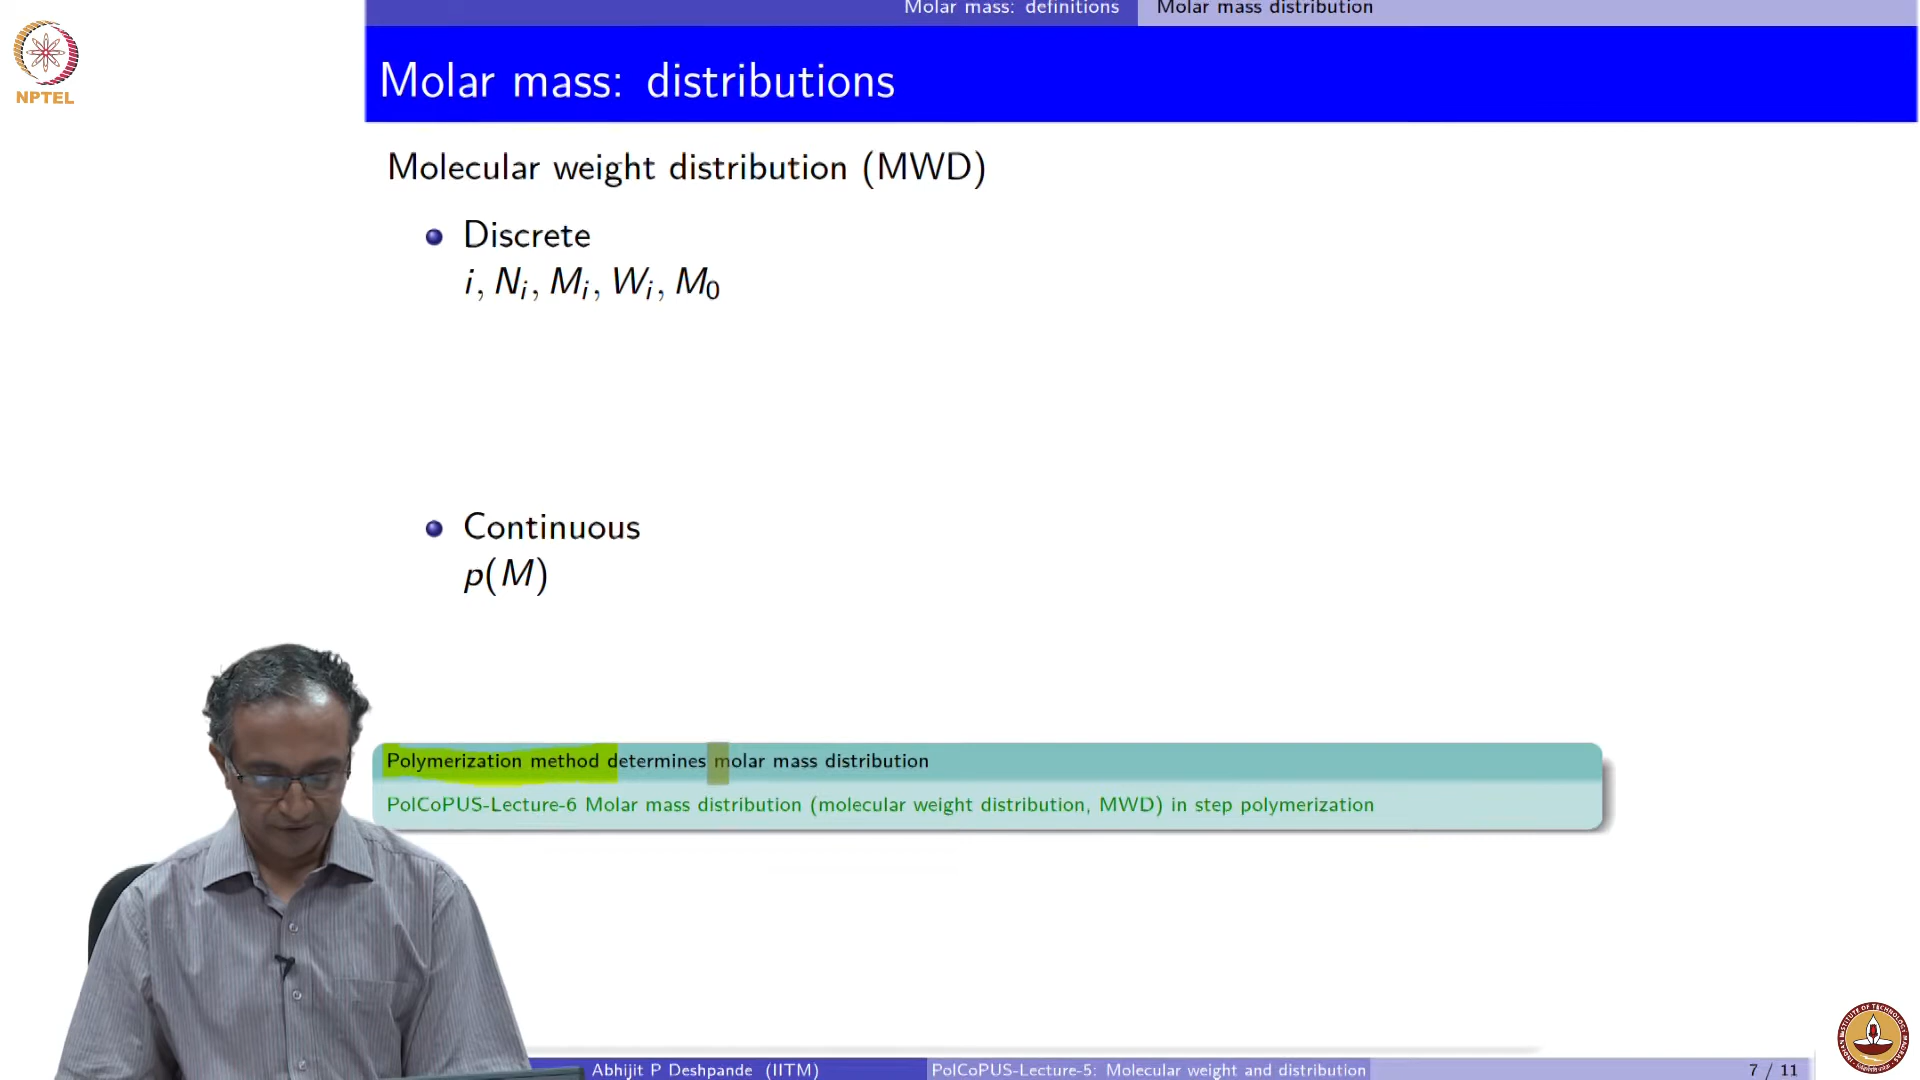 Molar mass: definitions Molar mass distribution
NPTEL
Molar mass: distributions
Molecular weight distribution (MWD)
Discrete
i, Nᵢ, Mᵢ, Wᵢ, M₀
Continuous
p(M)
Polymerization method determines molar mass distribution
PolCoPUS-Lecture-6 Molar mass distribution (molecular weight distribution, MWD) in step polymerization
Abhijit P Deshpande (IITM) PolCoPUS-Lecture-5: Molecular weight and distribution 7 / 11